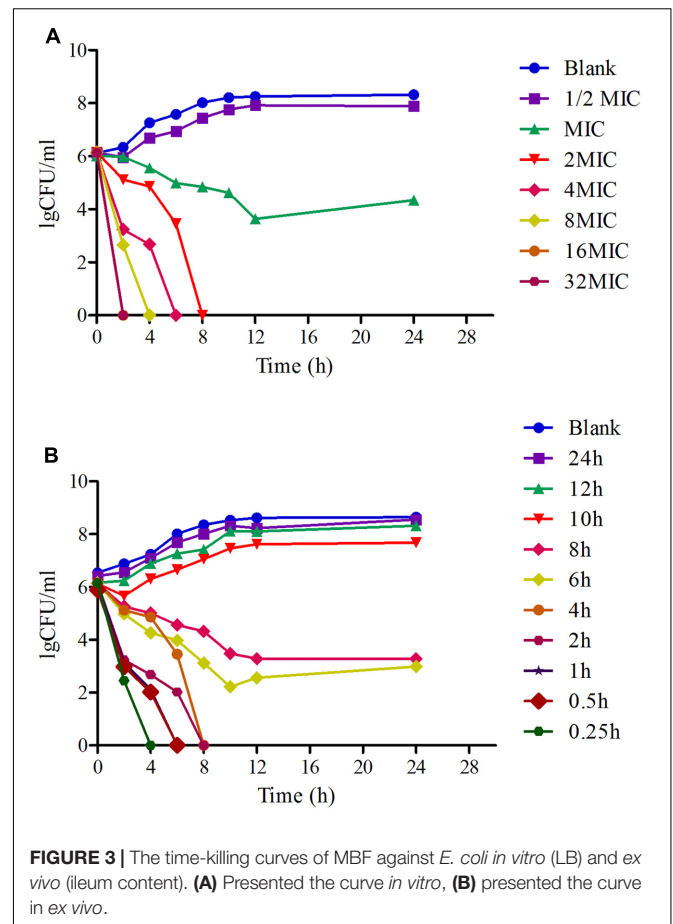 A
10
8
6
4
2
0
lgCFU/ml
0 4 8 12 16 20 24 28
Time (h)
Blank
1/2 MIC
MIC
2MIC
4MIC
8MIC
16MIC
32MIC
B
10
8
6
4
2
0
lgCFU/ml
0 4 8 12 16 20 24 28
Time (h)
Blank
24h
12h
10h
8h
6h
4h
2h
1h
0.5h
0.25h
FIGURE 3 | The time-killing curves of MBF against E. coli in vitro (LB) and ex
vivo (ileum content). (A) Presented the curve in vitro, (B) presented the curve
in ex vivo.